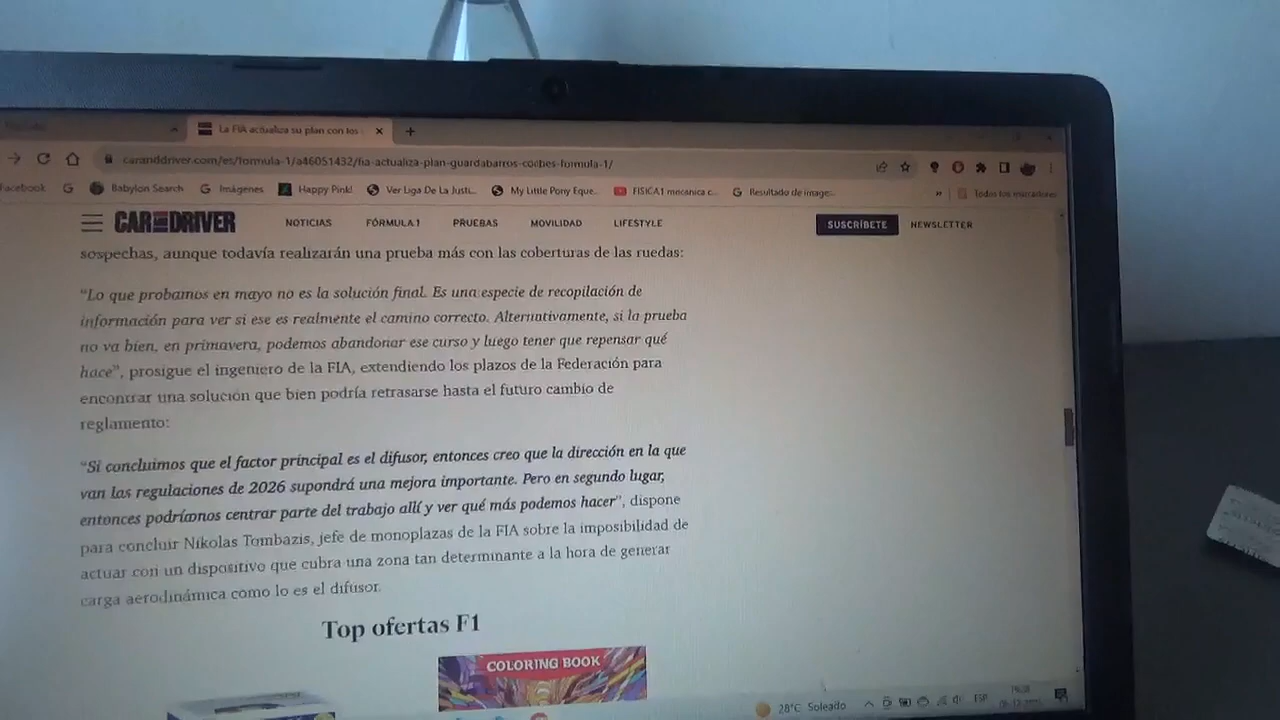 La FIA actualiza su plan con los
caranddriver.com/es/formula-1/a46051432/fia-actualiza-plan-guardabarros-coches-formula-1/
Facebook
Babylon Search
Imágenes
Happy Pink!
Ver Liga De La Justi...
My Little Pony Eque...
FISICA1 mecanica c...
Resultado de image...
»
Todos los marcadores
CAR AND DRIVER
NOTICIAS
FÓRMULA 1
PRUEBAS
MOVILIDAD
LIFESTYLE
SUSCRÍBETE
NEWSLETTER
sospechas, aunque todavía realizarán una prueba más con las coberturas de las ruedas:
"Lo que probamos en mayo no es la solución final. Es una especie de recopilación de
información para ver si ese es realmente el camino correcto. Alternativamente, si la prueba
no va bien, en primavera, podemos abandonar ese curso y luego tener que repensar qué
hace", prosigue el ingeniero de la FIA, extendiendo los plazos de la Federación para
encontrar una solución que bien podría retrasarse hasta el futuro cambio de
reglamento:
"Si concluimos que el factor principal es el difusor, entonces creo que la dirección en la que
van las regulaciones de 2026 supondrá una mejora importante. Pero en segundo lugar,
entonces podríamos centrar parte del trabajo allí y ver qué más podemos hacer", dispone
para concluir Nikolas Tombazis, jefe de monoplazas de la FIA sobre la imposibilidad de
actuar con un dispositivo que cubra una zona tan determinante a la hora de generar
carga aerodinámica como lo es el difusor.
Top ofertas F1
COLORING BOOK
28°C Soleado
ESP